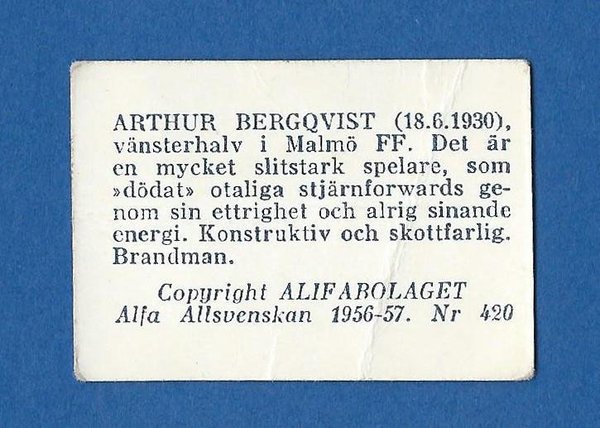 ARTHUR BERGQVIST (18.6.1930),
vänsterhalv i Malmö FF. Det är
en mycket slitstark spelare, som
»dödat» otaliga stjärnforwards ge-
nom sin ettrighet och alrig sinande
energi. Konstruktiv och skottfarlig.
Brandman.
Copyright ALIFABOLAGET
Alfa Allsvenskan 1956-57. Nr 420